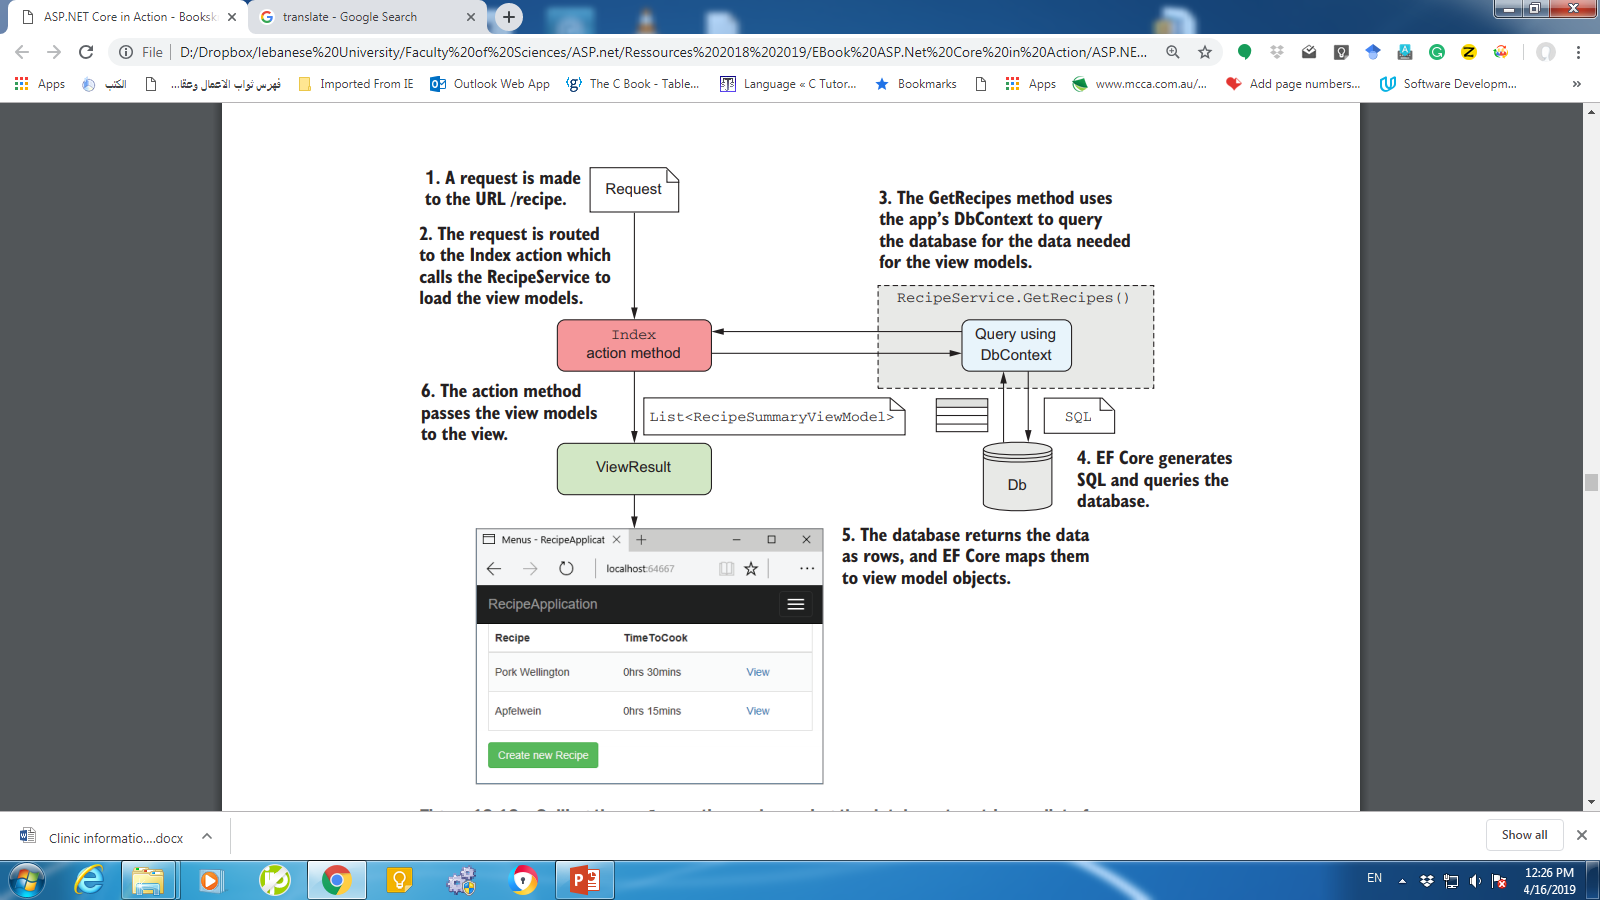 ASP.NET Core in Action - Booksk
translate - Google Search
File
D:/Dropbox/lebanese%20University/Faculty%20of%20Sciences/ASP.net/Ressources%202018%202019/EBook%20ASP.Net%20Core%20in%20Action/ASP.NE...
Apps
الكتب
فهرس ثواب الاعمال وعقا...
Imported From IE
Outlook Web App
The C Book - Table...
Language « C Tutor...
Bookmarks
Apps
www.mcca.com.au/...
Add page numbers...
Software Developm...
»
1. A request is made
to the URL /recipe.
Request
2. The request is routed
to the Index action which
calls the RecipeService to
load the view models.
3. The GetRecipes method uses
the app's DbContext to query
the database for the data needed
for the view models.
RecipeService.GetRecipes()
Index
action method
Query using
DbContext
6. The action method
passes the view models
to the view.
List<RecipeSummaryViewModel>
SQL
ViewResult
Db
4. EF Core generates
SQL and queries the
database.
5. The database returns the data
as rows, and EF Core maps them
to view model objects.
Menus - RecipeApplicat
localhost:64667
RecipeApplication
Recipe TimeToCook
Pork Wellington 0hrs 30mins View
Apfelwein 0hrs 15mins View
Create new Recipe
Clinic informatio....docx
Show all
EN
12:26 PM
4/16/2019